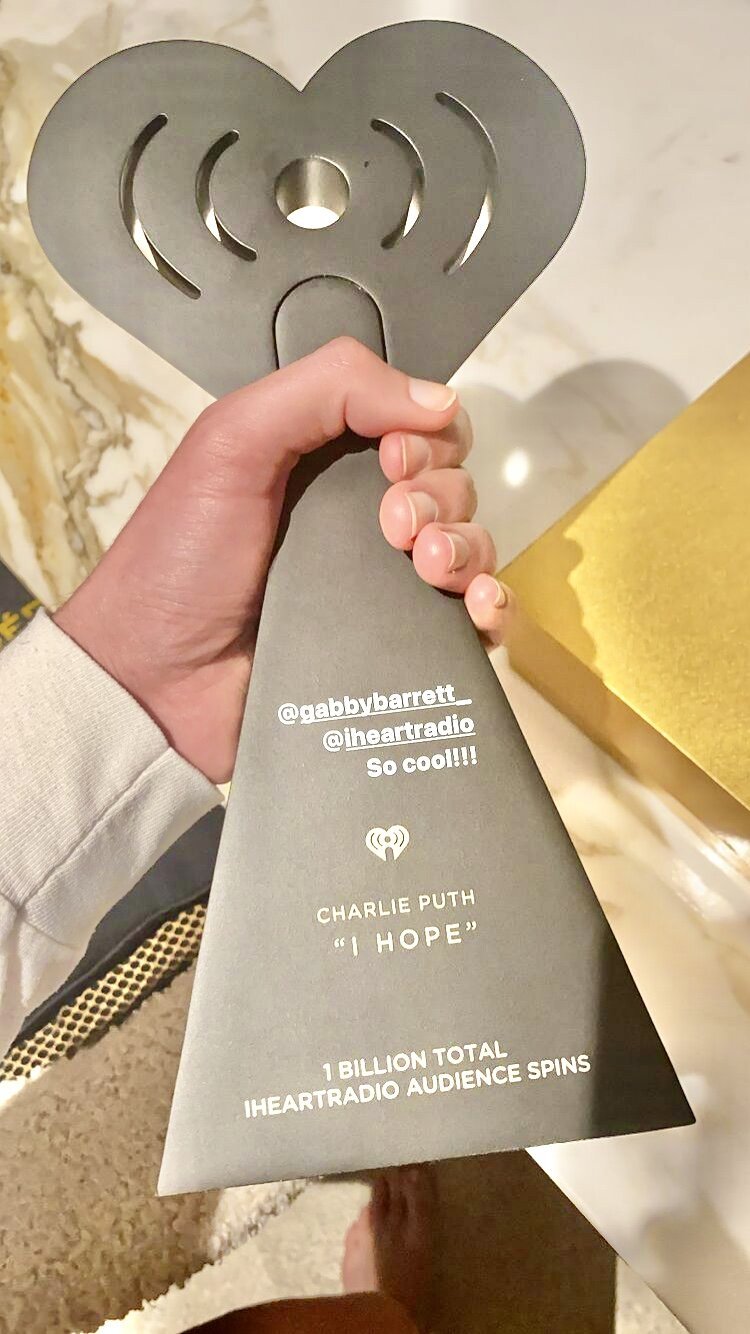 @gabbybarrett_
@iheartradio
So cool!!!
CHARLIE PUTH
“I HOPE”
1 BILLION TOTAL
IHEARTRADIO AUDIENCE SPINS